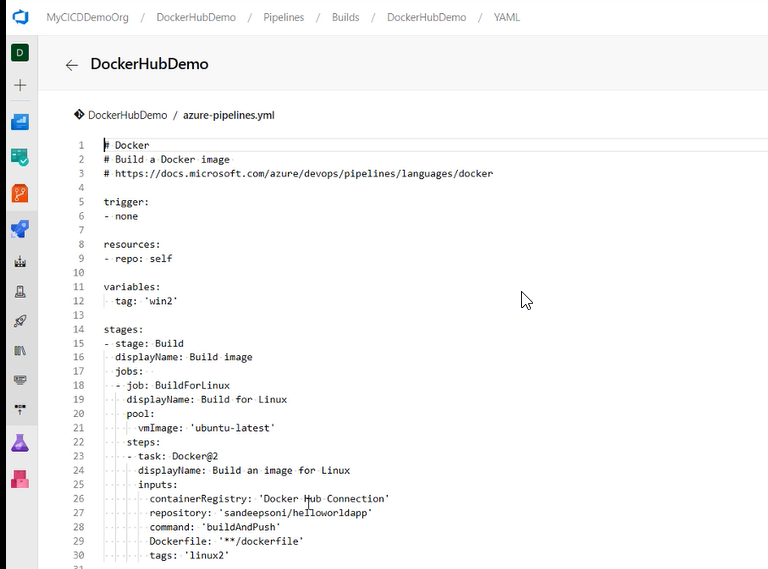 MyCICDDemoOrg / DockerHubDemo / Pipelines / Builds / DockerHubDemo / YAML
D
← DockerHubDemo
DockerHubDemo / azure-pipelines.yml
1 # Docker
2 # Build a Docker image
3 # https://docs.microsoft.com/azure/devops/pipelines/languages/docker
4
5 trigger:
6 - none
7
8 resources:
9 - repo: self
10
11 variables:
12   tag: 'win2'
13
14 stages:
15 - stage: Build
16   displayName: Build image
17   jobs:
18   - job: BuildForLinux
19     displayName: Build for Linux
20     pool:
21       vmImage: 'ubuntu-latest'
22     steps:
23     - task: Docker@2
24       displayName: Build an image for Linux
25       inputs:
26         containerRegistry: 'Docker Hub Connection'
27         repository: 'sandeepsoni/helloworldapp'
28         command: 'buildAndPush'
29         Dockerfile: '**/dockerfile'
30         tags: 'linux2'